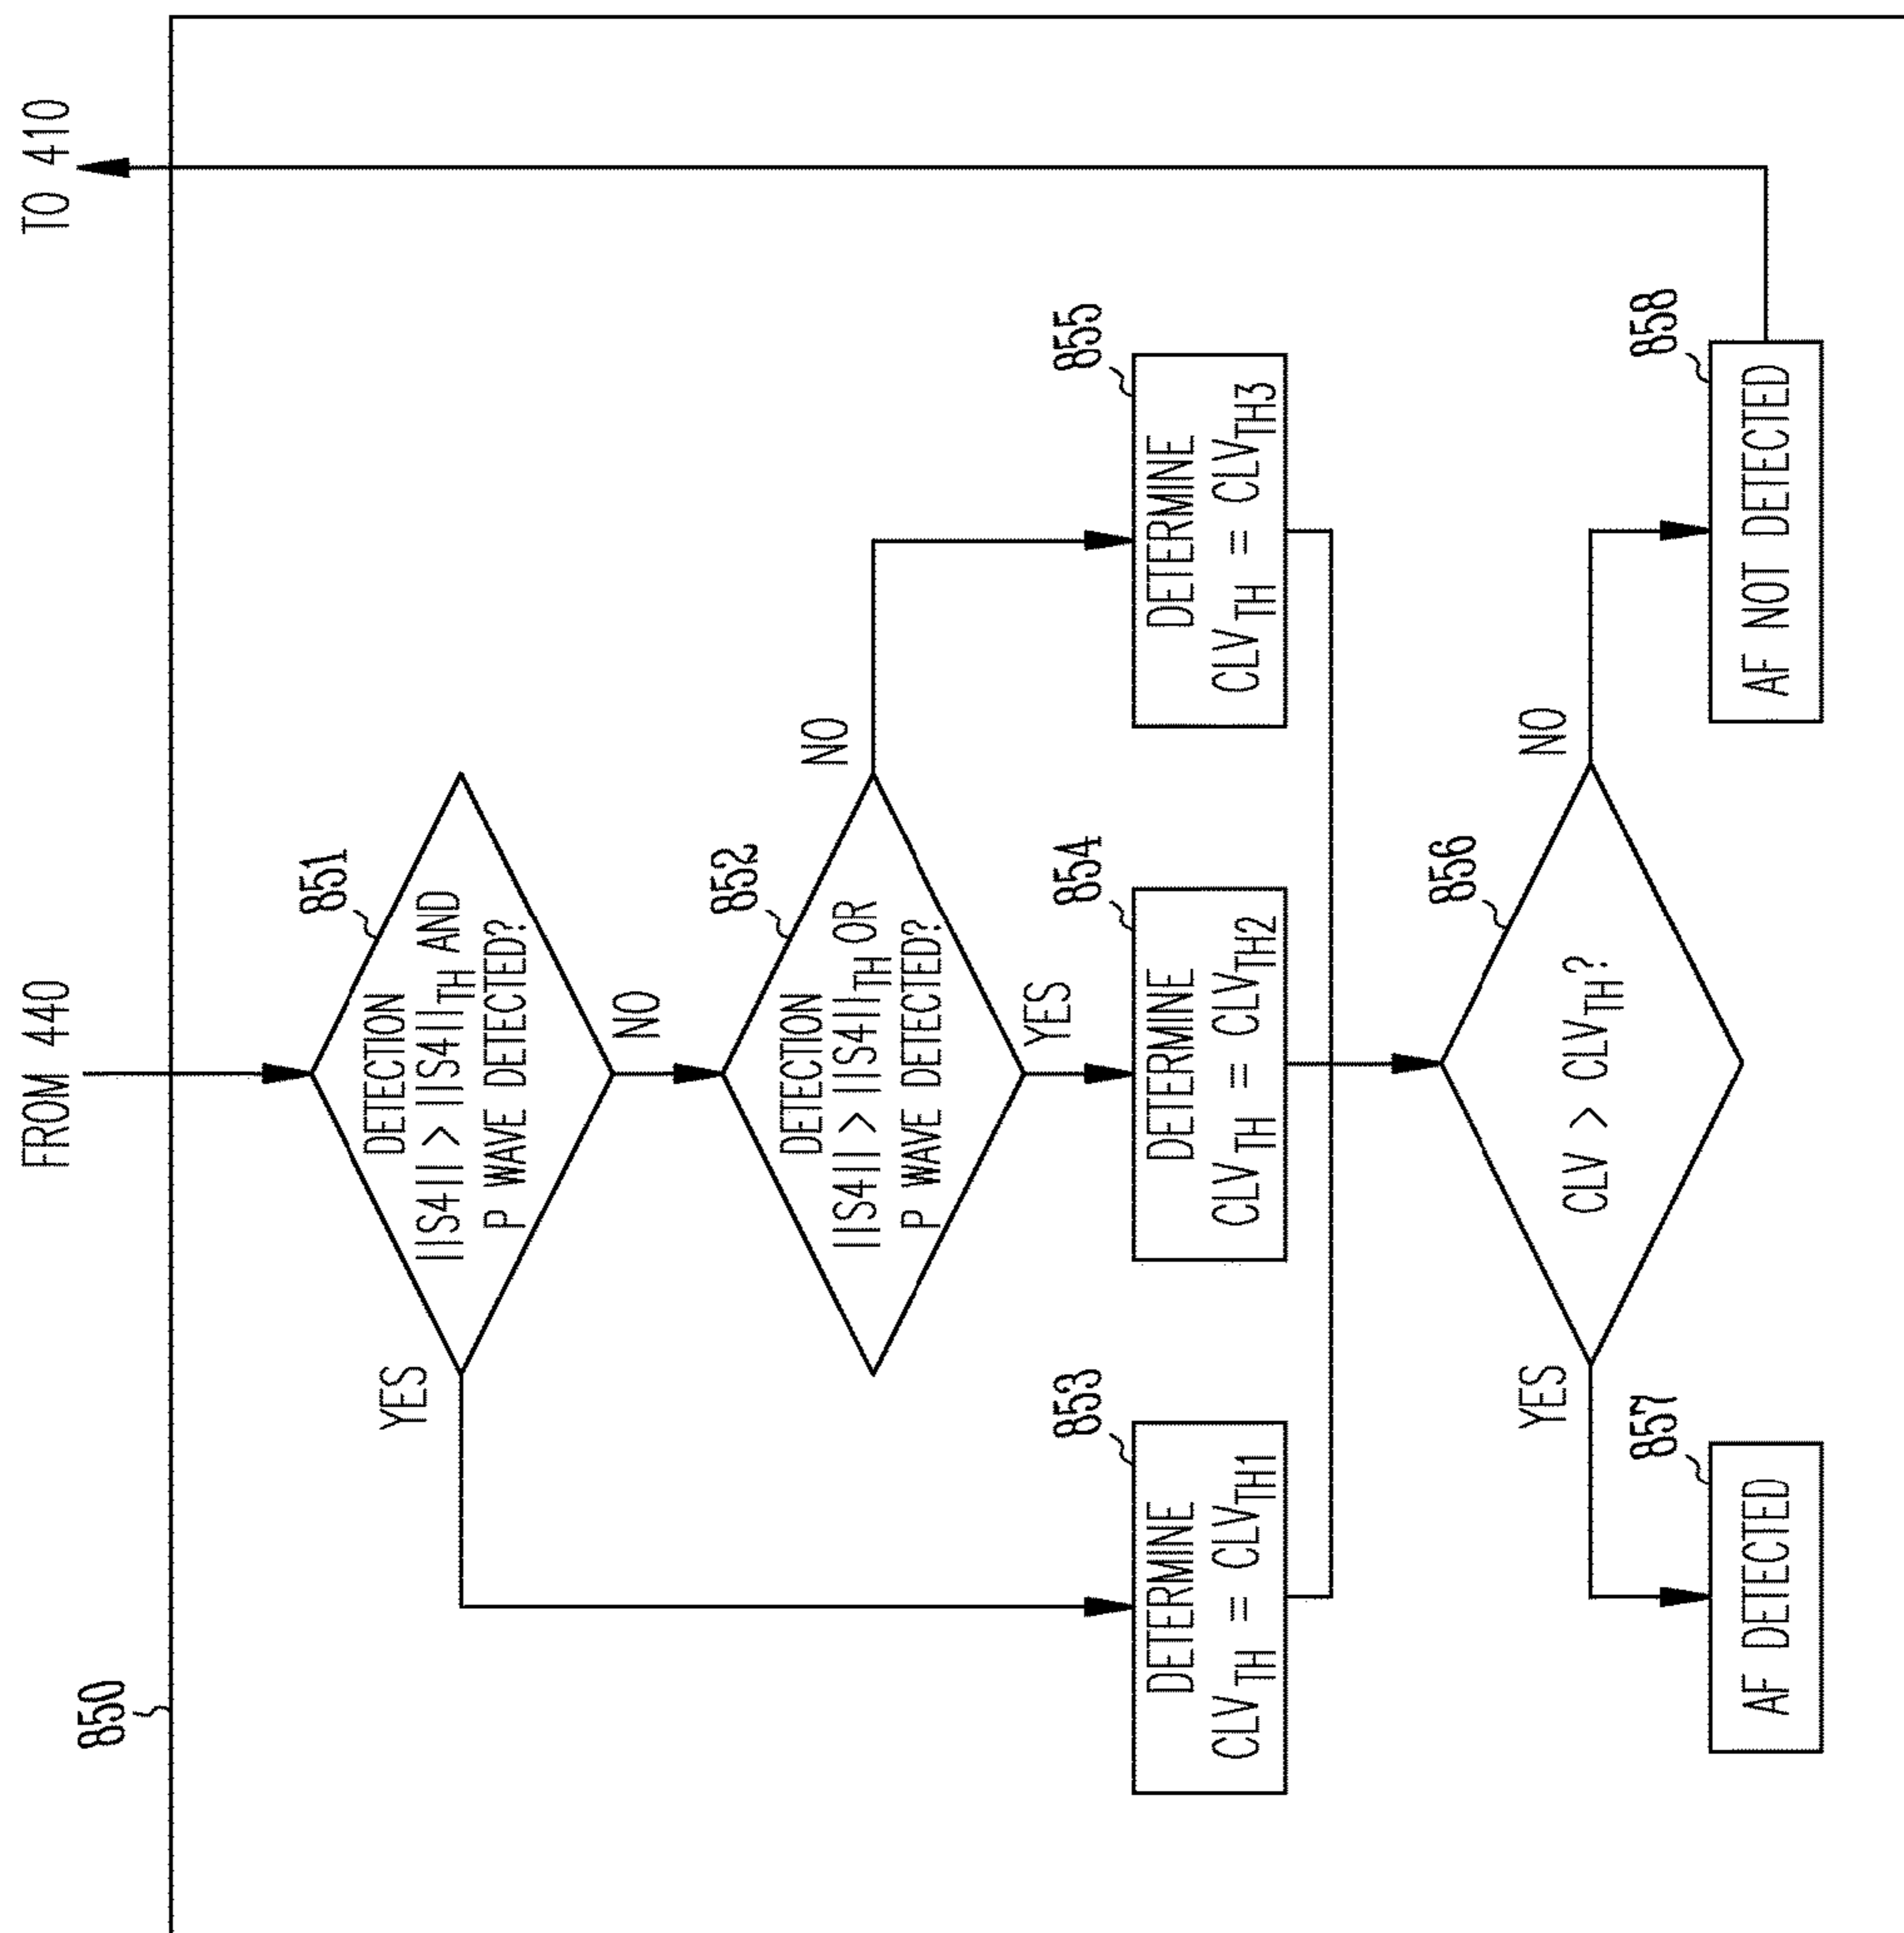 FROM 440
TO 410
850
851
DETECTION
||S4|| > ||S4||TH AND
P WAVE DETECTED?
YES
NO
852
DETECTION
||S4|| > ||S4||TH OR
P WAVE DETECTED?
NO
YES
853
DETERMINE
CLVTH = CLVTH1
854
DETERMINE
CLVTH = CLVTH2
855
DETERMINE
CLVTH = CLVTH3
856
CLV > CLVTH?
YES
NO
857
AF DETECTED
858
AF NOT DETECTED